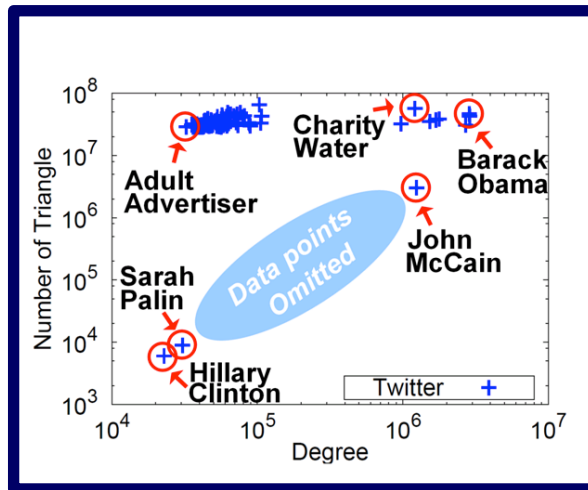 10^8
10^7
10^6
10^5
10^4
10^3
Number of Triangle
Charity
Water
Barack
Obama
Adult
Advertiser
John
McCain
Data points
Omitted
Sarah
Palin
Hillary
Clinton
Twitter
10^4
10^5
10^6
10^7
Degree